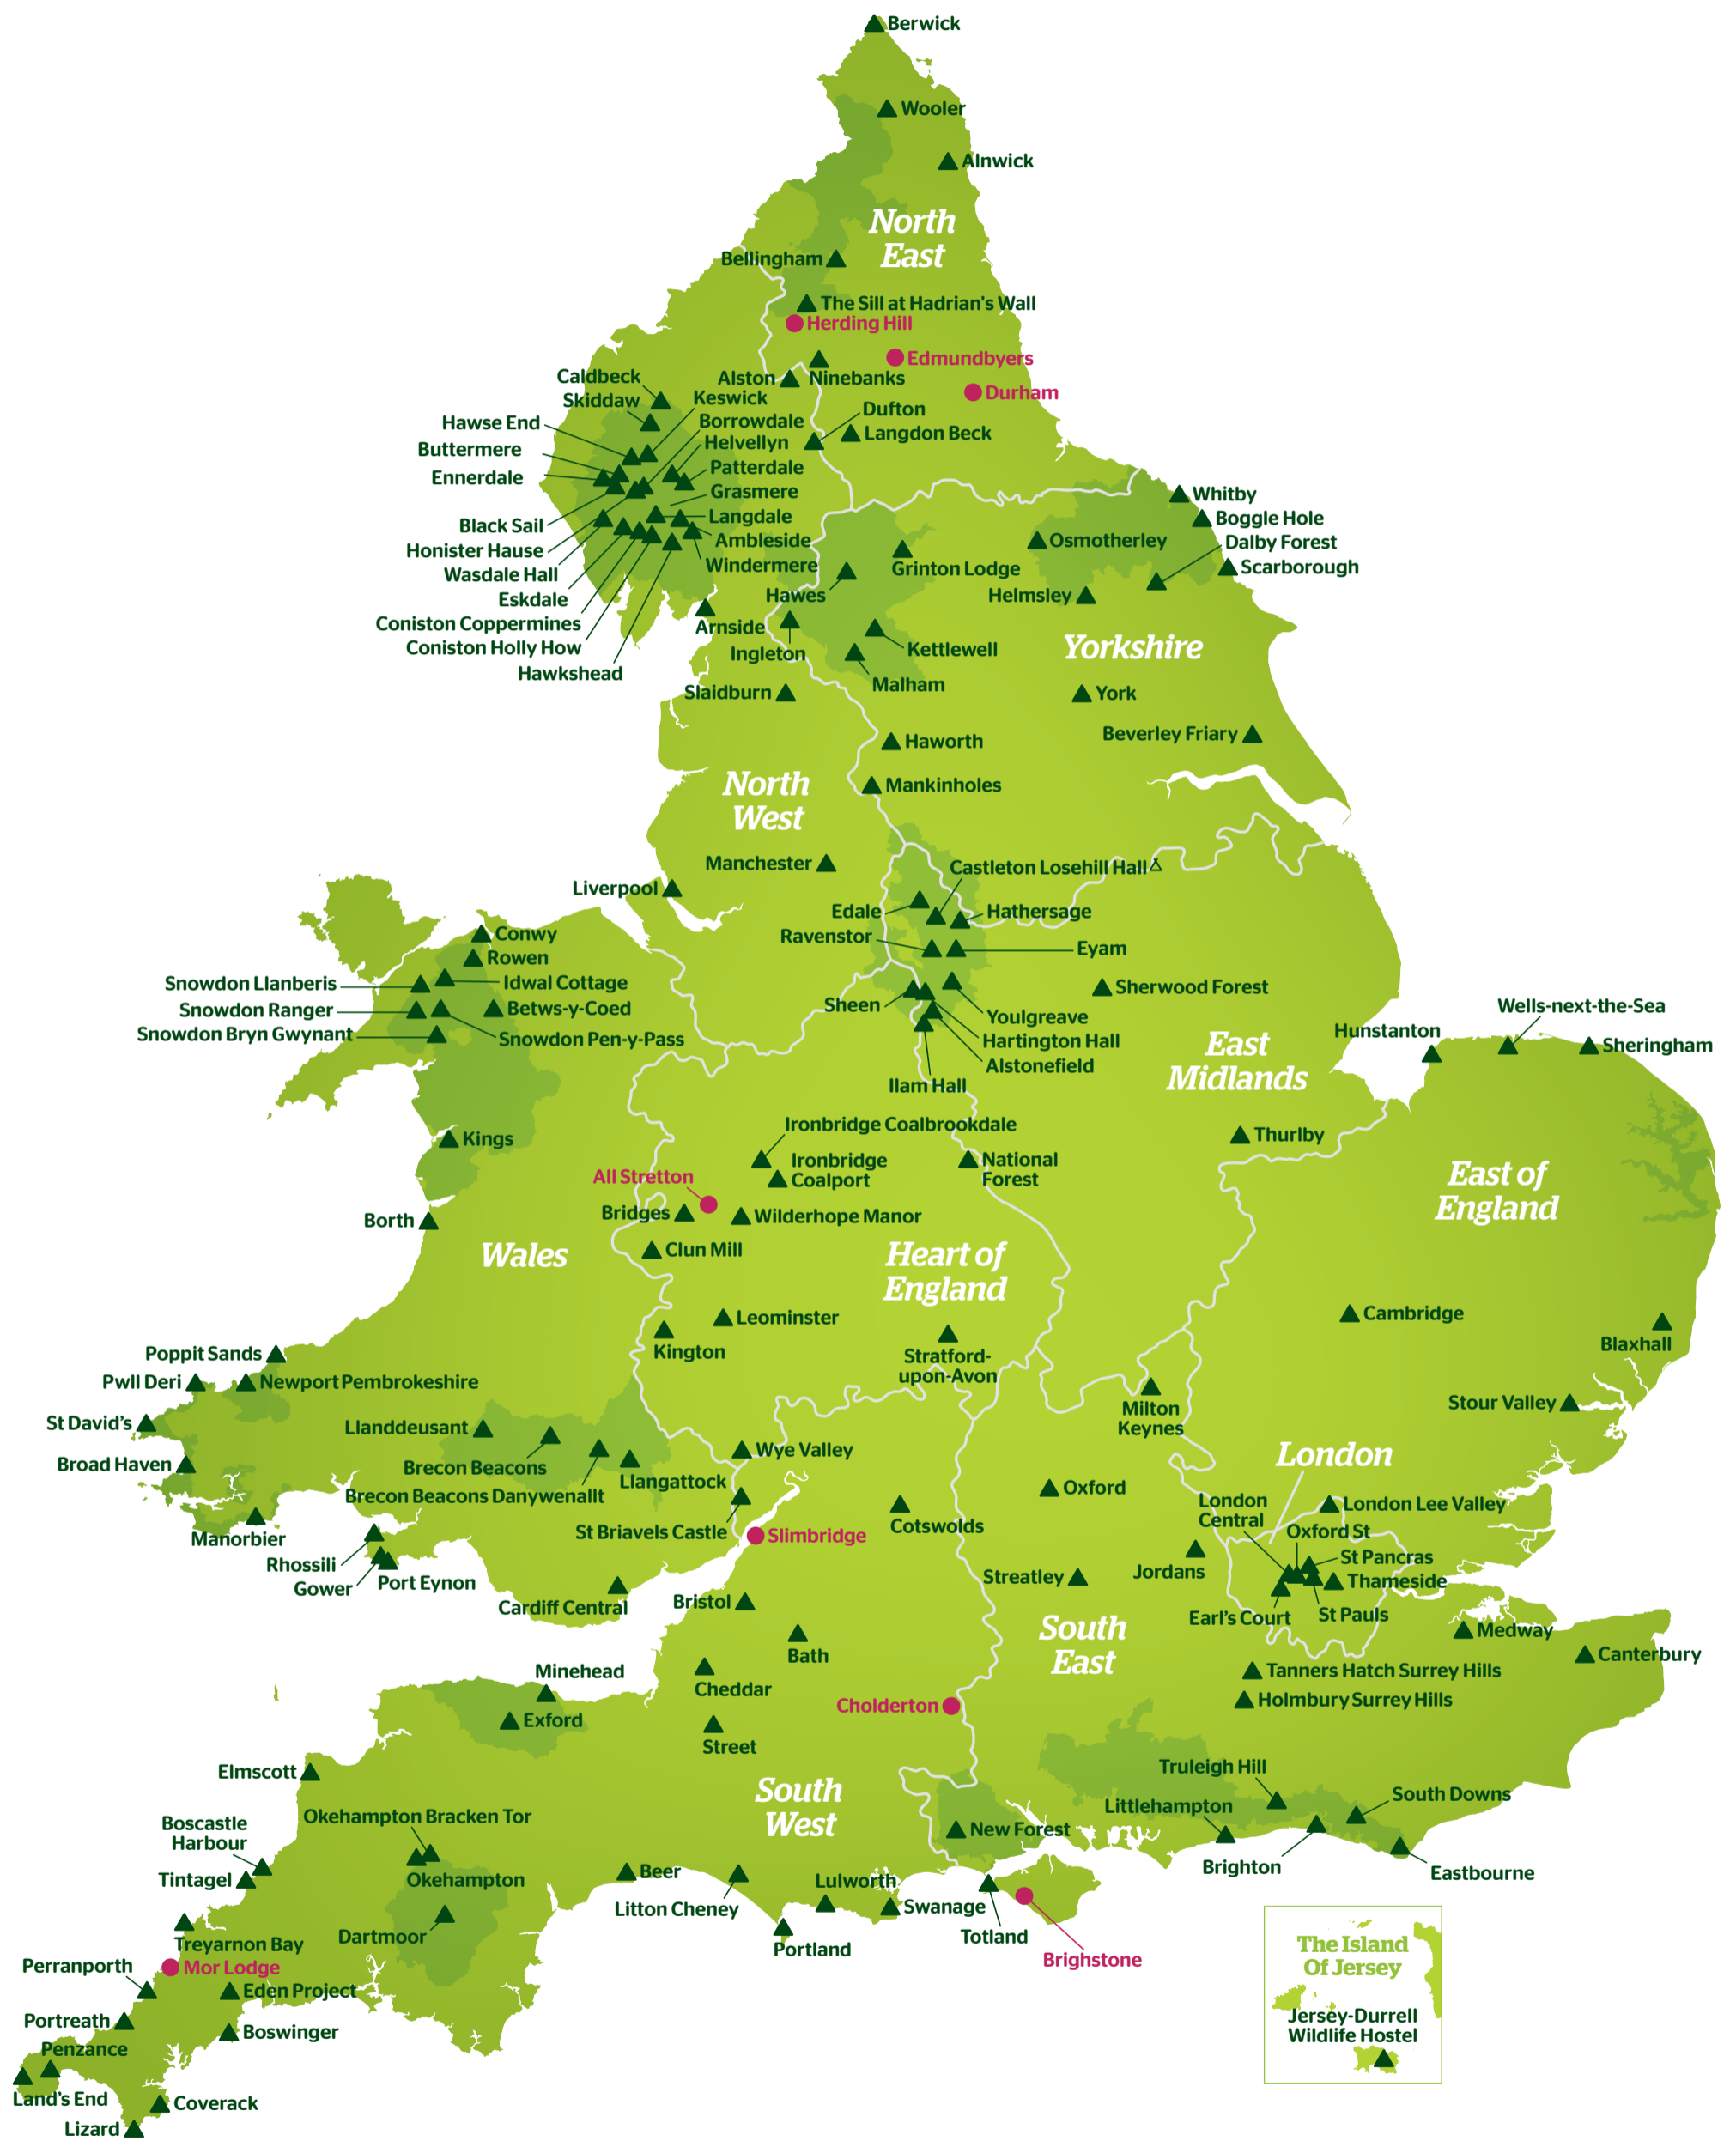 Berwick
Wooler
Alnwick
North
East
Bellingham
The Sill at Hadrian's Wall
Herding Hill
Edmundbyers
Alston
Ninebanks
Durham
Caldbeck
Skiddaw
Keswick
Hawse End
Borrowdale
Dufton
Langdon Beck
Buttermere
Helvellyn
Ennerdale
Patterdale
Grasmere
Black Sail
Langdale
Honister Hause
Ambleside
Wasdale Hall
Windermere
Eskdale
Coniston Coppermines
Coniston Holly How
Hawkshead
Whitby
Boggle Hole
Osmotherley
Dalby Forest
Scarborough
Grinton Lodge
Hawes
Helmsley
Arnside
Ingleton
Kettlewell
Yorkshire
Malham
Slaidburn
York
Haworth
Beverley Friary
North
West
Mankinholes
Manchester
Castleton Losehill Hall
Liverpool
Edale
Hathersage
Ravenstor
Eyam
Conwy
Rowen
Snowdon Llanberis
Idwal Cottage
Snowdon Ranger
Betws-y-Coed
Snowdon Bryn Gwynant
Snowdon Pen-y-Pass
Sherwood Forest
Sheen
Youlgreave
Hartington Hall
Alstonefield
Ilam Hall
East
Midlands
Wells-next-the-Sea
Hunstanton
Sheringham
Kings
Ironbridge Coalbrookdale
Thurlby
Ironbridge
Coalport
National
Forest
East of
England
All Stretton
Bridges
Wilderhope Manor
Borth
Wales
Clun Mill
Heart of
England
Leominster
Kington
Cambridge
Blaxhall
Stratford-
upon-Avon
Poppit Sands
Pwll Deri
Newport Pembrokeshire
St David's
Llanddeusant
Milton
Keynes
Stour Valley
Broad Haven
Brecon Beacons
Wye Valley
London
Llangattock
Brecon Beacons Danywenallt
Oxford
London
Central
London Lee Valley
St Briavels Castle
Cotswolds
Manorbier
Slimbridge
Oxford St
Rhossili
St Pancras
Gower
Port Eynon
Streatley
Jordans
Thameside
Cardiff Central
Bristol
Earl's Court
St Pauls
South
East
Medway
Bath
Canterbury
Minehead
Cheddar
Tanners Hatch Surrey Hills
Cholderton
Holmbury Surrey Hills
Exford
Street
Elmscott
Truleigh Hill
South
West
South Downs
Boscastle
Harbour
Okehampton Bracken Tor
Littlehampton
New Forest
Tintagel
Okehampton
Beer
Lulworth
Brighton
Eastbourne
Litton Cheney
Swanage
Dartmoor
Totland
Portland
Brighstone
Treyarnon Bay
Perranporth
Mor Lodge
Eden Project
Portreath
Boswinger
Penzance
Land's End
Coverack
Lizard
The Island
Of Jersey
Jersey-Durrell
Wildlife Hostel